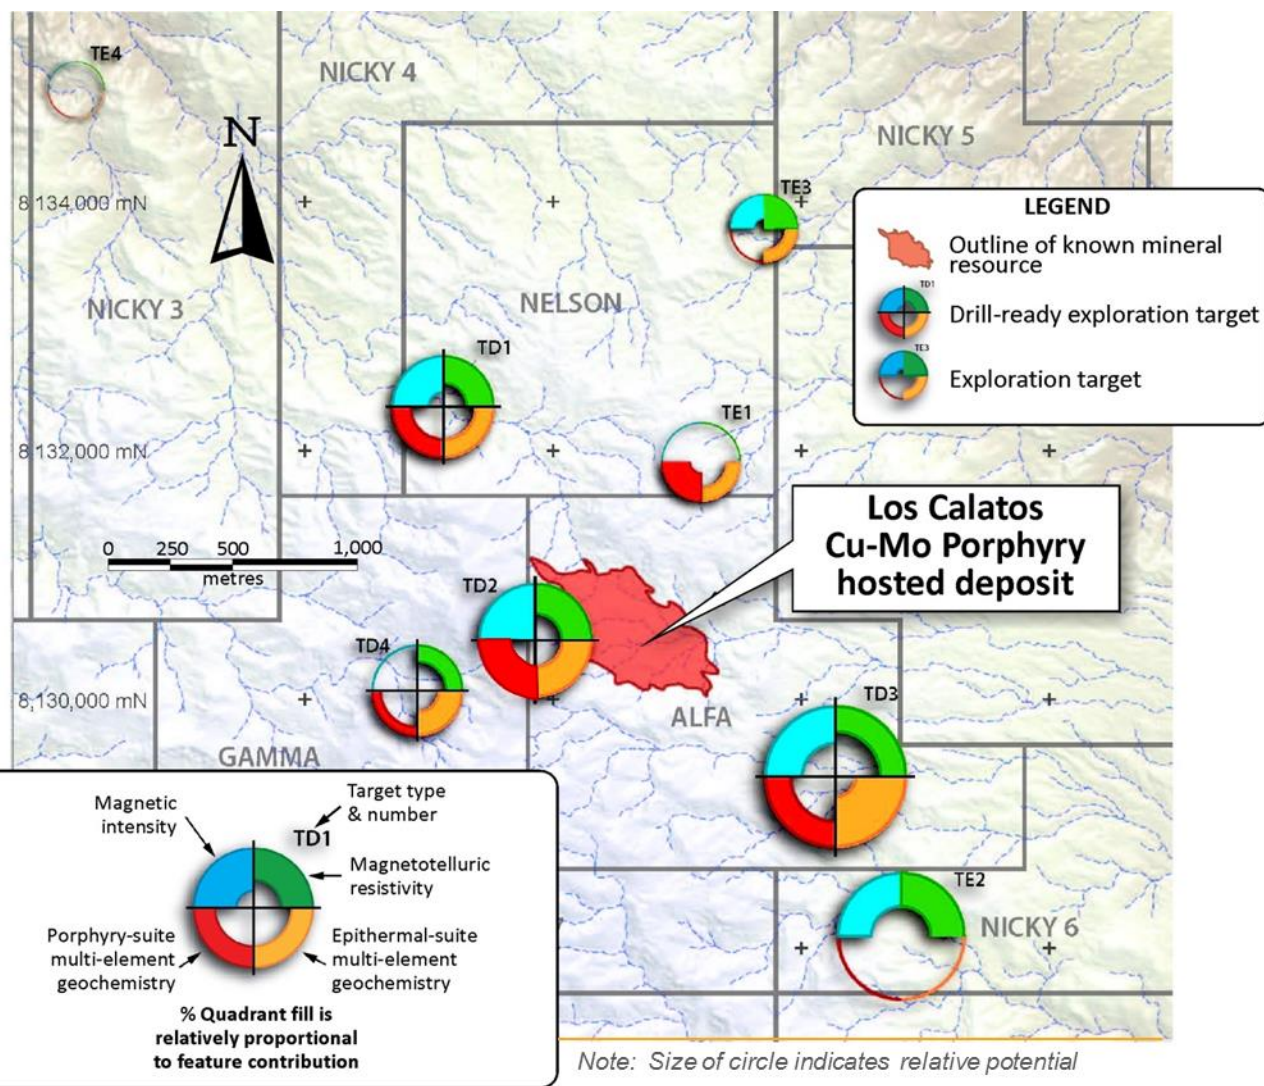 TE4
NICKY 4
N
NICKY 5
TE3
8,134,000 mN
LEGEND
Outline of known mineral
resource
TD1
Drill-ready exploration target
TE3
Exploration target
NICKY 3
NELSON
TD1
TE1
8,132,000 mN
Los Calatos
Cu-Mo Porphyry
hosted deposit
0 250 500 1,000
metres
TD2
TD4
TD3
8,130,000 mN
ALFA
GAMMA
TE2
NICKY 6
Magnetic
intensity
Target type
& number
TD1
Magnetotelluric
resistivity
Porphyry-suite
multi-element
geochemistry
Epithermal-suite
multi-element
geochemistry
% Quadrant fill is
relatively proportional
to feature contribution
Note: Size of circle indicates relative potential